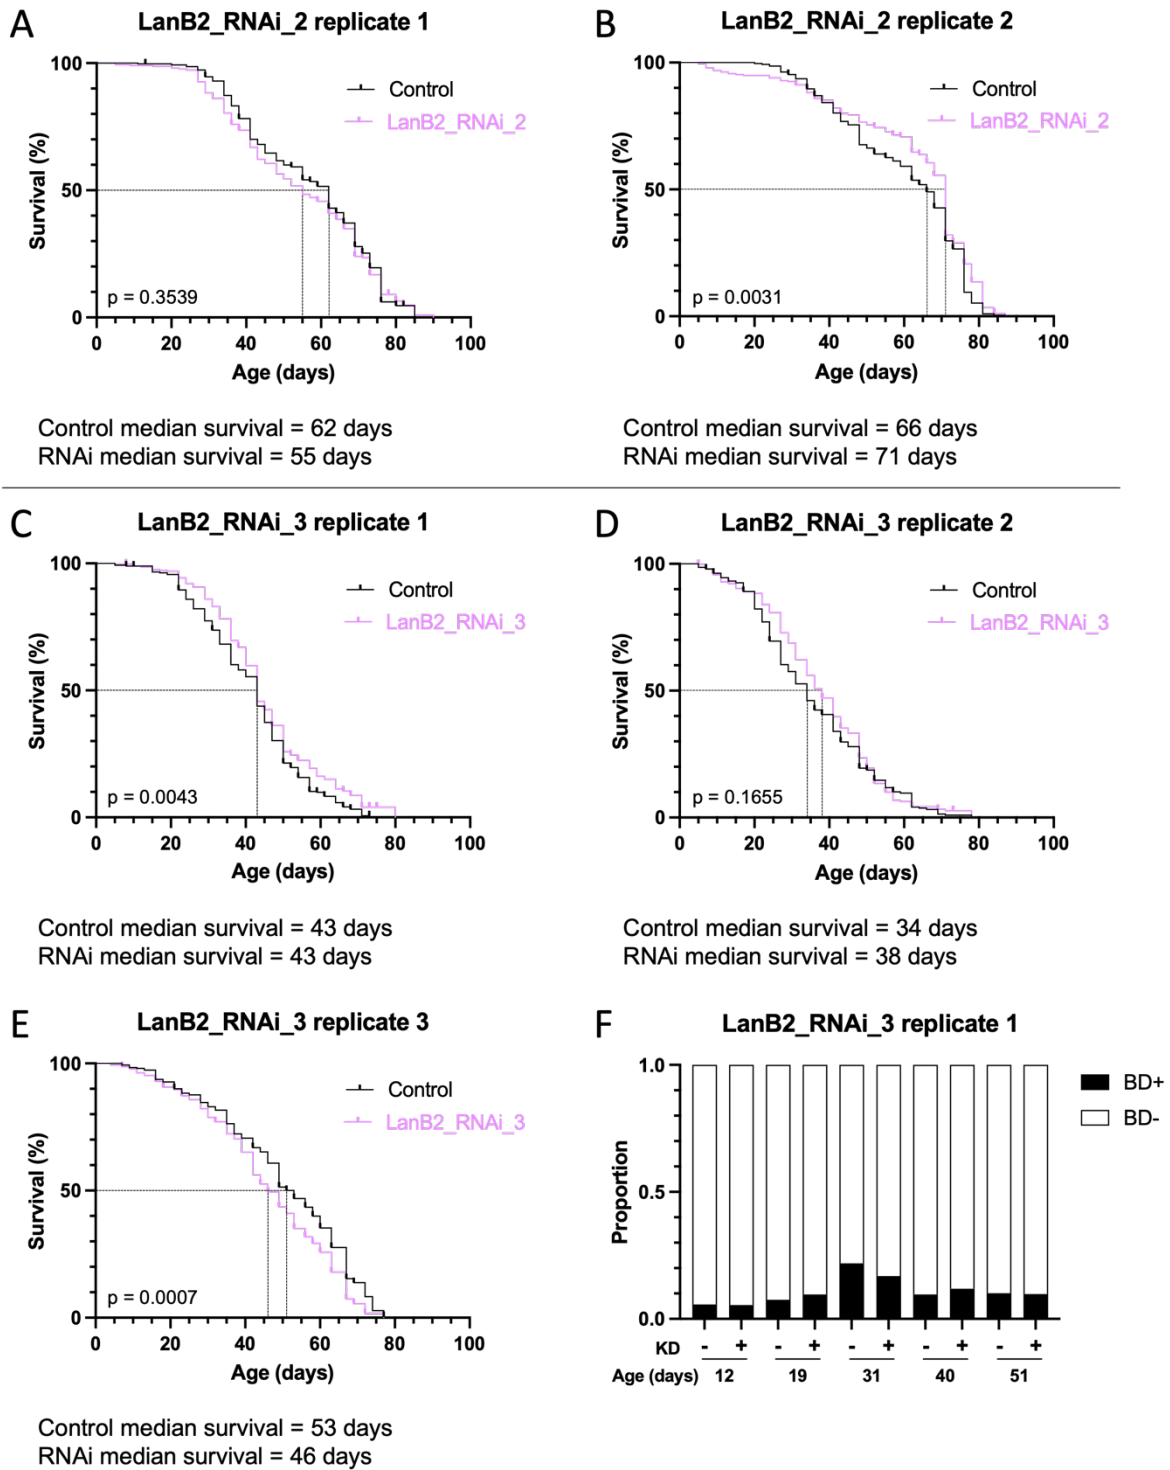 A
LanB2_RNAi_2 replicate 1
100
50
0
Survival (%)
Control
LanB2_RNAi_2
p = 0.3539
0 20 40 60 80 100
Age (days)
Control median survival = 62 days
RNAi median survival = 55 days
B
LanB2_RNAi_2 replicate 2
100
50
0
Survival (%)
Control
LanB2_RNAi_2
p = 0.0031
0 20 40 60 80 100
Age (days)
Control median survival = 66 days
RNAi median survival = 71 days
C
LanB2_RNAi_3 replicate 1
100
50
0
Survival (%)
Control
LanB2_RNAi_3
p = 0.0043
0 20 40 60 80 100
Age (days)
Control median survival = 43 days
RNAi median survival = 43 days
D
LanB2_RNAi_3 replicate 2
100
50
0
Survival (%)
Control
LanB2_RNAi_3
p = 0.1655
0 20 40 60 80 100
Age (days)
Control median survival = 34 days
RNAi median survival = 38 days
E
LanB2_RNAi_3 replicate 3
100
50
0
Survival (%)
Control
LanB2_RNAi_3
p = 0.0007
0 20 40 60 80 100
Age (days)
Control median survival = 53 days
RNAi median survival = 46 days
F
LanB2_RNAi_3 replicate 1
1.0
0.5
0.0
Proportion
BD+
BD-
KD - + - + - + - + - +
Age (days) 12 19 31 40 51